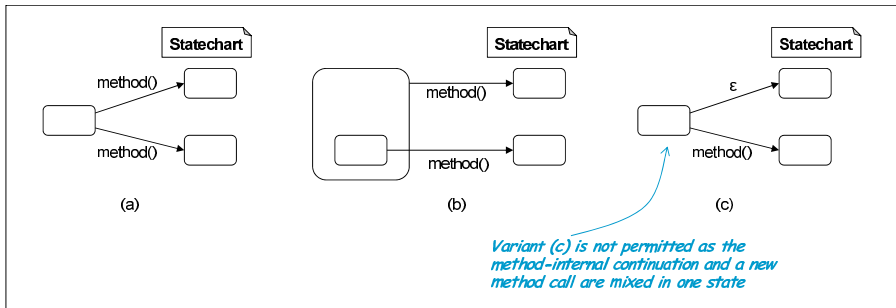 Statechart
method()
method()
(a)
Statechart
method()
method()
(b)
Statechart
ε
method()
(c)
Variant (c) is not permitted as the
method-internal continuation and a new
method call are mixed in one state